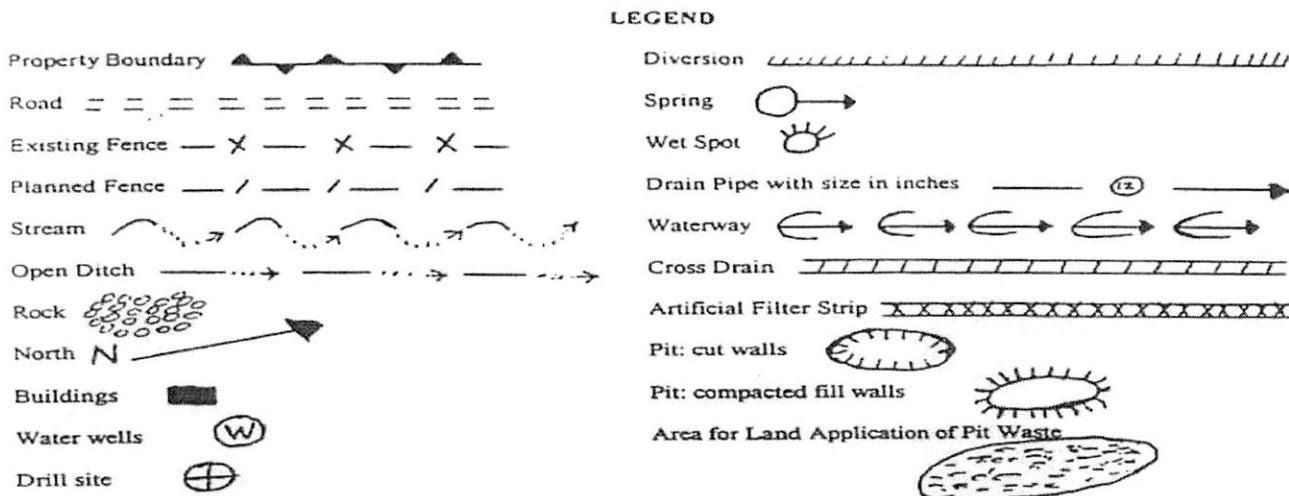 LEGEND
Property Boundary
Road
Existing Fence
Planned Fence
Stream
Open Ditch
Rock
North N
Buildings
Water wells W
Drill site
Diversion
Spring
Wet Spot
Drain Pipe with size in inches 12
Waterway
Cross Drain
Artificial Filter Strip
Pit: cut walls
Pit: compacted fill walls
Area for Land Application of Pit Waste